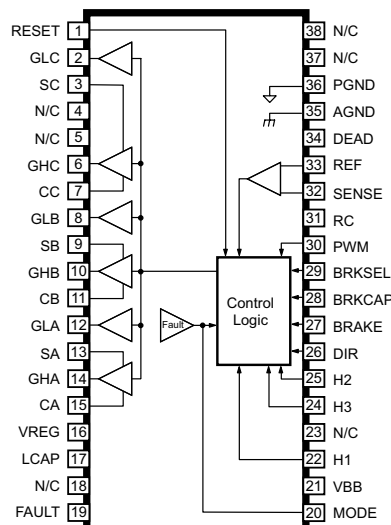 RESET 1
GLC 2
SC 3
N/C 4
N/C 5
GHC 6
CC 7
GLB 8
SB 9
GHB 10
CB 11
GLA 12
SA 13
GHA 14
CA 15
VREG 16
LCAP 17
N/C 18
FAULT 19
Fault
Control
Logic
38 N/C
37 N/C
36 PGND
35 AGND
34 DEAD
33 REF
32 SENSE
31 RC
30 PWM
29 BRKSEL
28 BRKCAP
27 BRAKE
26 DIR
25 H2
24 H3
23 N/C
22 H1
21 VBB
20 MODE